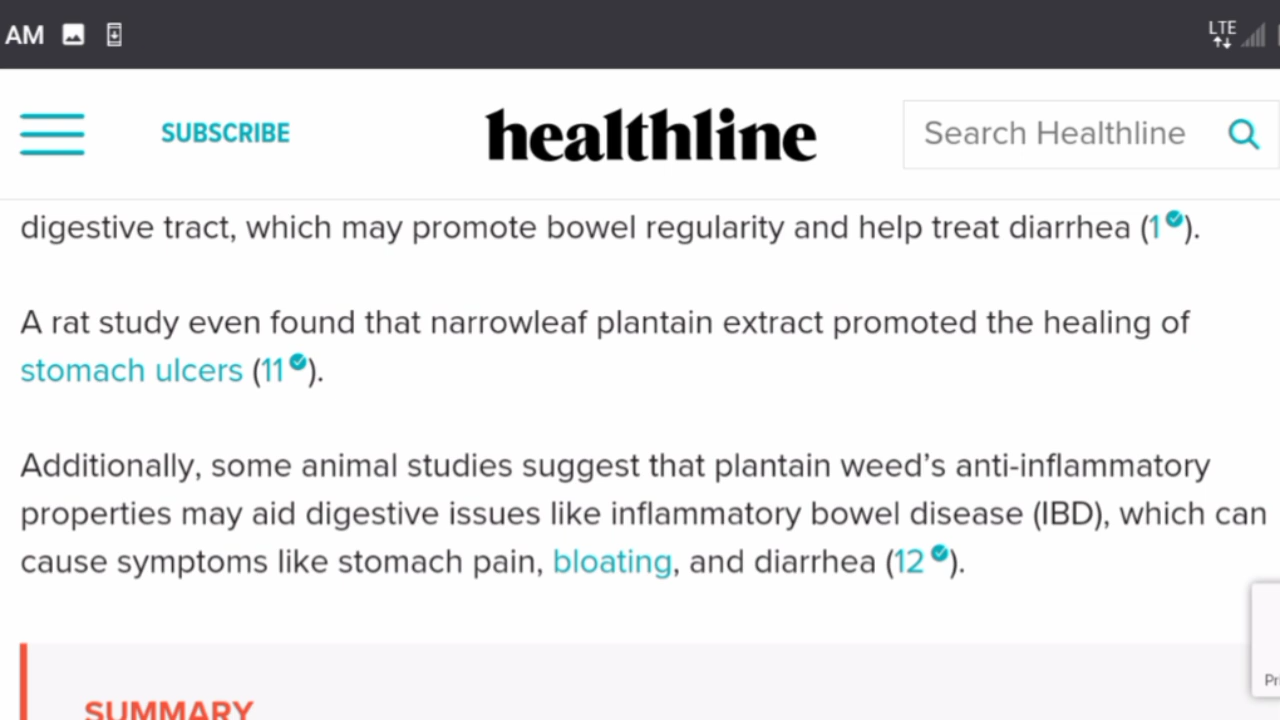 AM
LTE
SUBSCRIBE
healthline
Search Healthline
digestive tract, which may promote bowel regularity and help treat diarrhea (1).
A rat study even found that narrowleaf plantain extract promoted the healing of
stomach ulcers (11).
Additionally, some animal studies suggest that plantain weed’s anti-inflammatory
properties may aid digestive issues like inflammatory bowel disease (IBD), which can
cause symptoms like stomach pain, bloating, and diarrhea (12).
SUMMARY